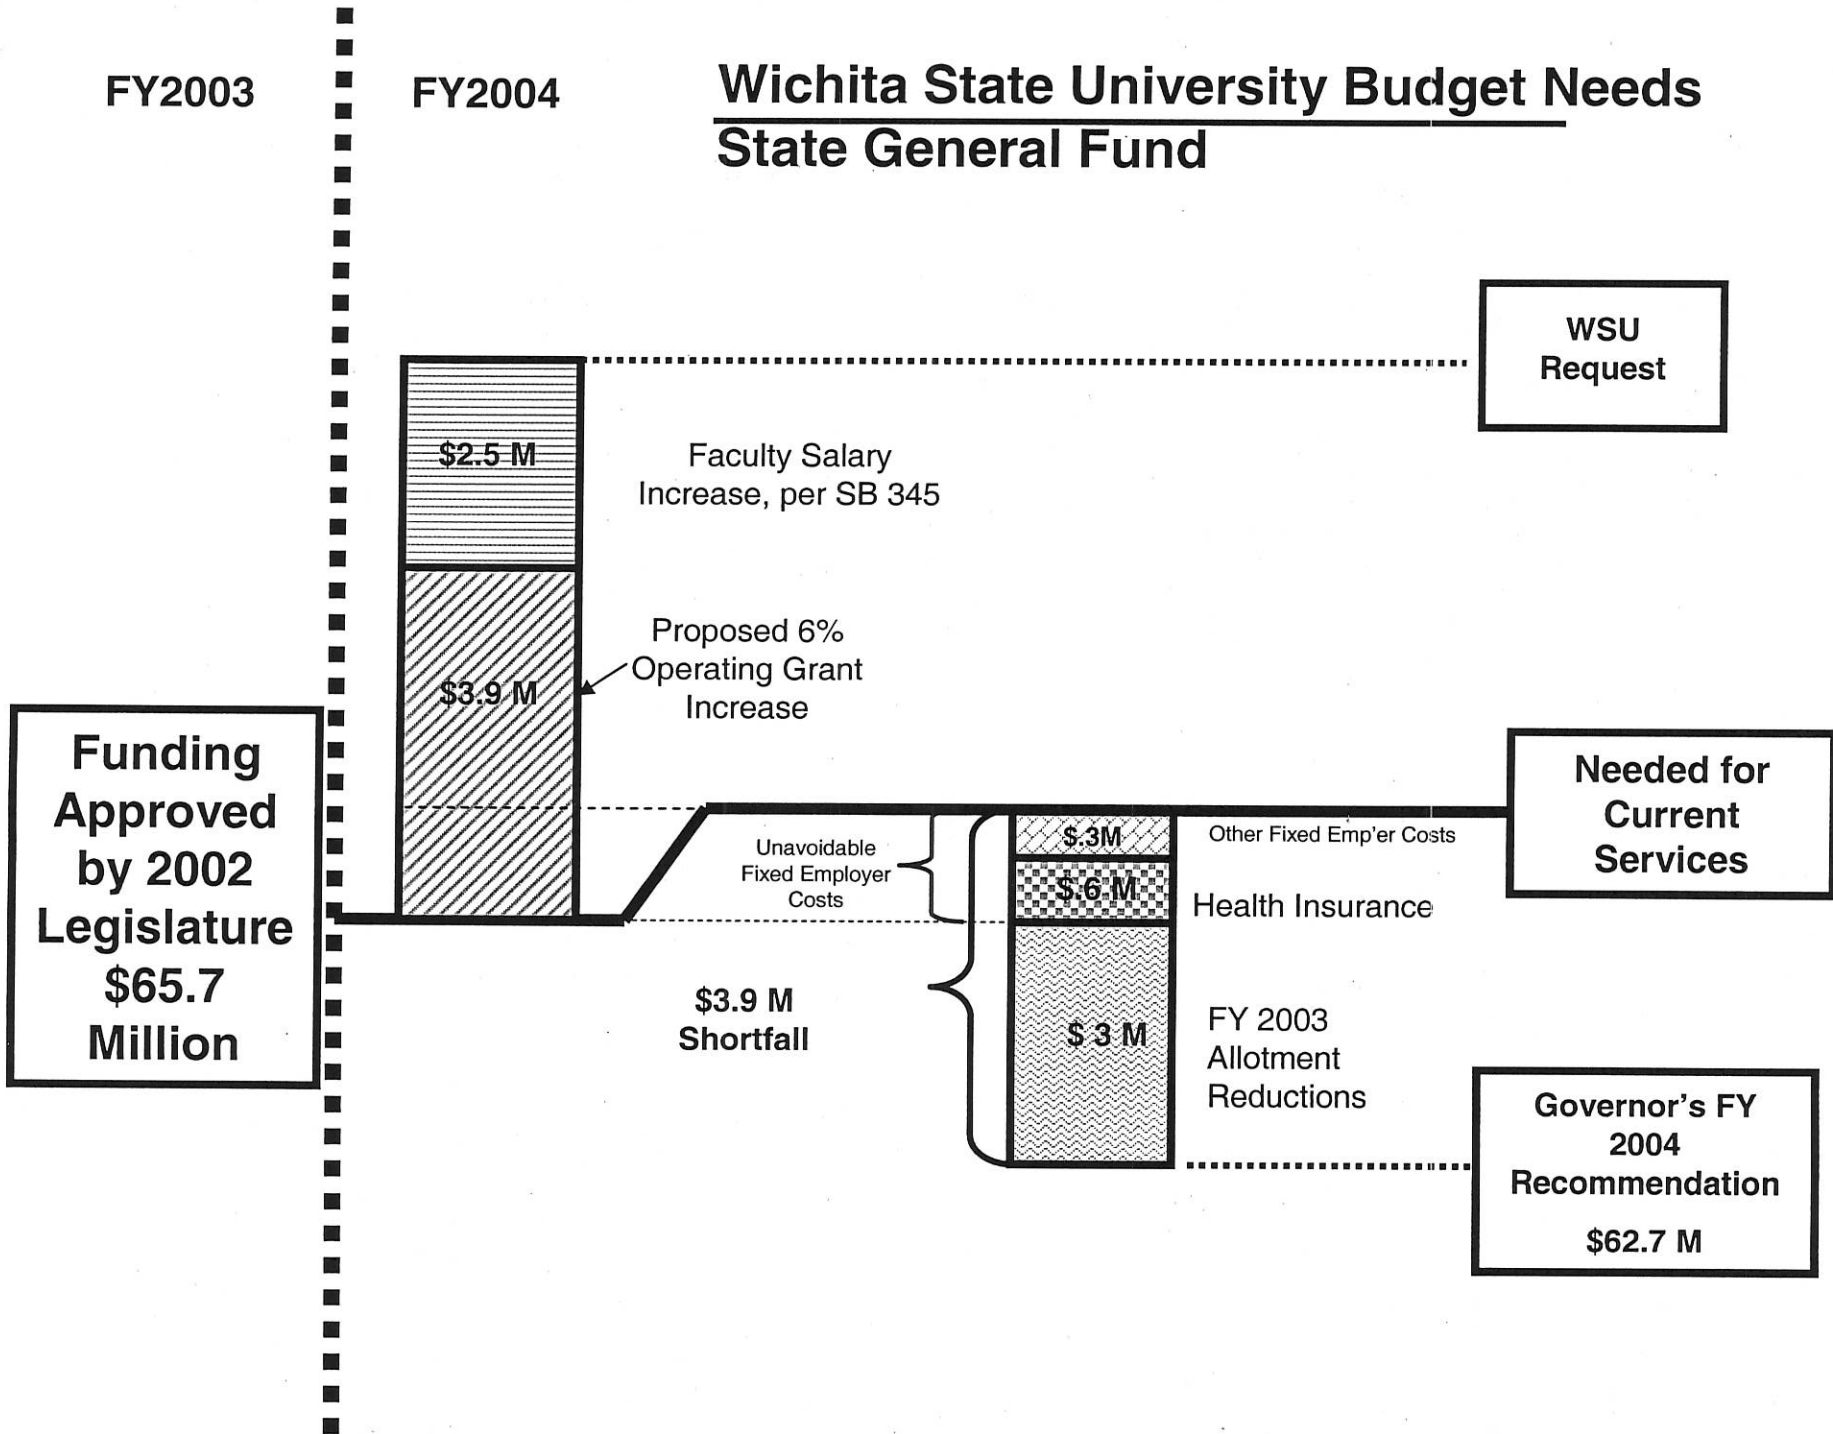 FY2003
FY2004
Wichita State University Budget Needs
State General Fund
WSU
Request
$2.5 M
Faculty Salary
Increase, per SB 345
Proposed 6%
Operating Grant
Increase
$3.9 M
Funding
Approved
by 2002
Legislature
$65.7
Million
Needed for
Current
Services
Unavoidable
Fixed Employer
Costs
$.3M
Other Fixed Emp'er Costs
$.6 M
Health Insurance
$3.9 M
Shortfall
$ 3 M
FY 2003
Allotment
Reductions
Governor's FY
2004
Recommendation
$62.7 M